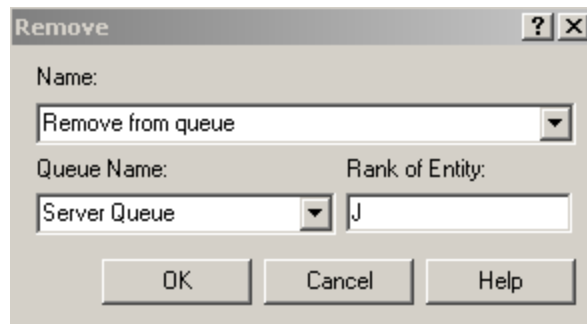 Remove
Name:
Remove from queue
Queue Name: Rank of Entity:
Server Queue J
OK Cancel Help